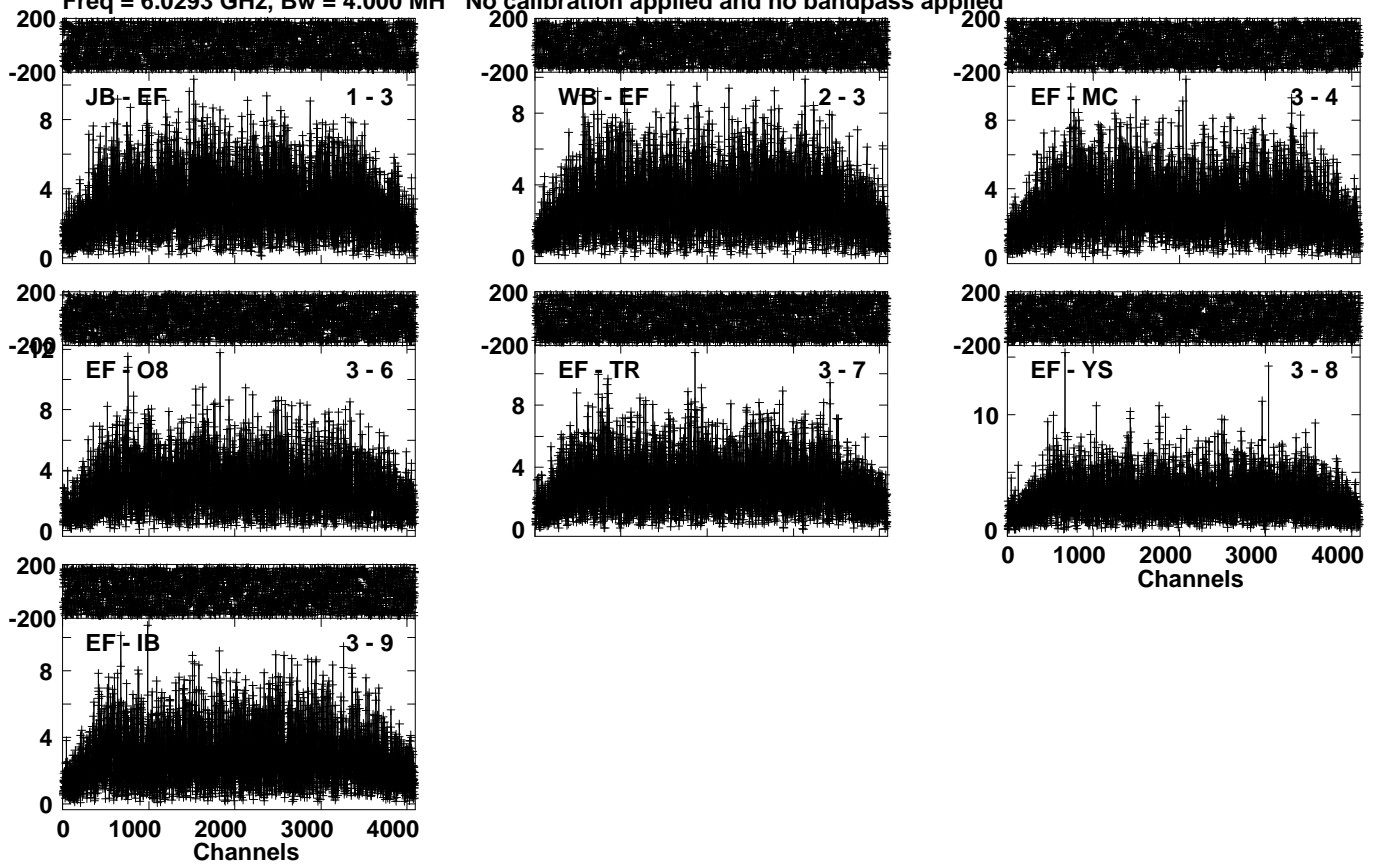 Freq = 6.0293 GHz, Bw = 4.000 MH No calibration applied and no bandpass applied
200
-200
JB - EF 1 - 3
8
4
0
200
-200
WB - EF 2 - 3
8
4
0
200
-200
EF - MC 3 - 4
8
4
0
200
-200
12
EF - O8 3 - 6
8
4
0
200
-200
EF - TR 3 - 7
8
4
0
200
-200
EF - YS 3 - 8
10
0
0 1000 2000 3000 4000
Channels
200
-200
EF - IB 3 - 9
8
4
0
0 1000 2000 3000 4000
Channels